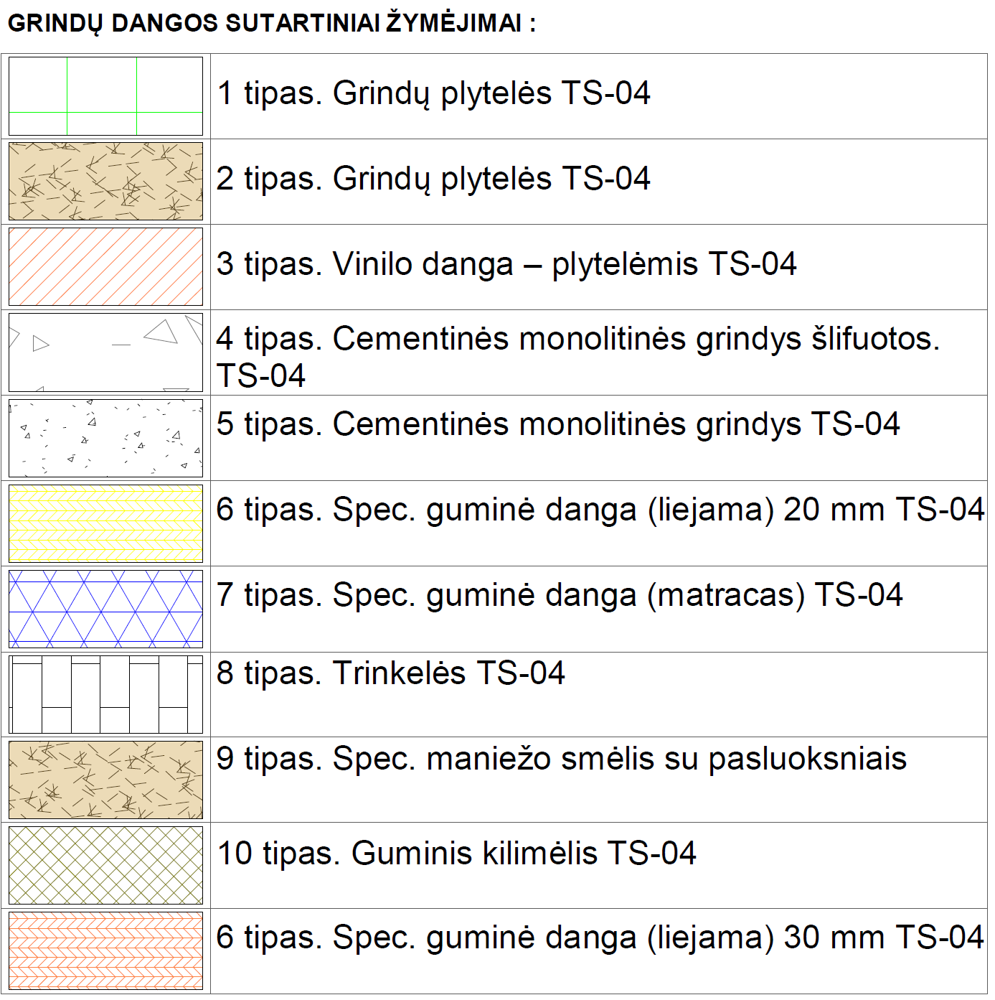 GRINDŲ DANGOS SUTARTINIAI ŽYMĖJIMAI :
1 tipas. Grindų plytelės TS-04
2 tipas. Grindų plytelės TS-04
3 tipas. Vinilo danga – plytelėmis TS-04
4 tipas. Cementinės monolitinės grindys šlifuotos.
TS-04
5 tipas. Cementinės monolitinės grindys TS-04
6 tipas. Spec. guminė danga (liejama) 20 mm TS-04
7 tipas. Spec. guminė danga (matracas) TS-04
8 tipas. Trinkelės TS-04
9 tipas. Spec. maniežo smėlis su pasluoksniais
10 tipas. Guminis kilimėlis TS-04
6 tipas. Spec. guminė danga (liejama) 30 mm TS-04